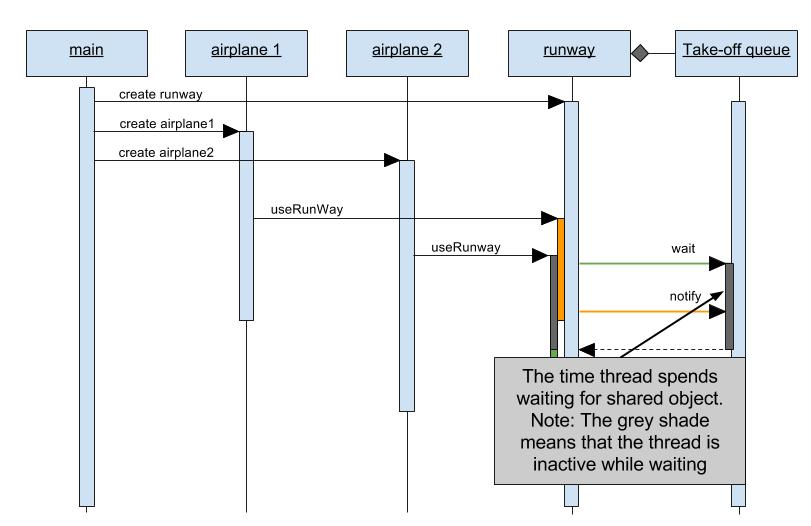 main
airplane 1
airplane 2
runway
Take-off queue
create runway
create airplane1
create airplane2
useRunWay
useRunway
wait
notify
The time thread spends
waiting for shared object.
Note: The grey shade
means that the thread is
inactive while waiting